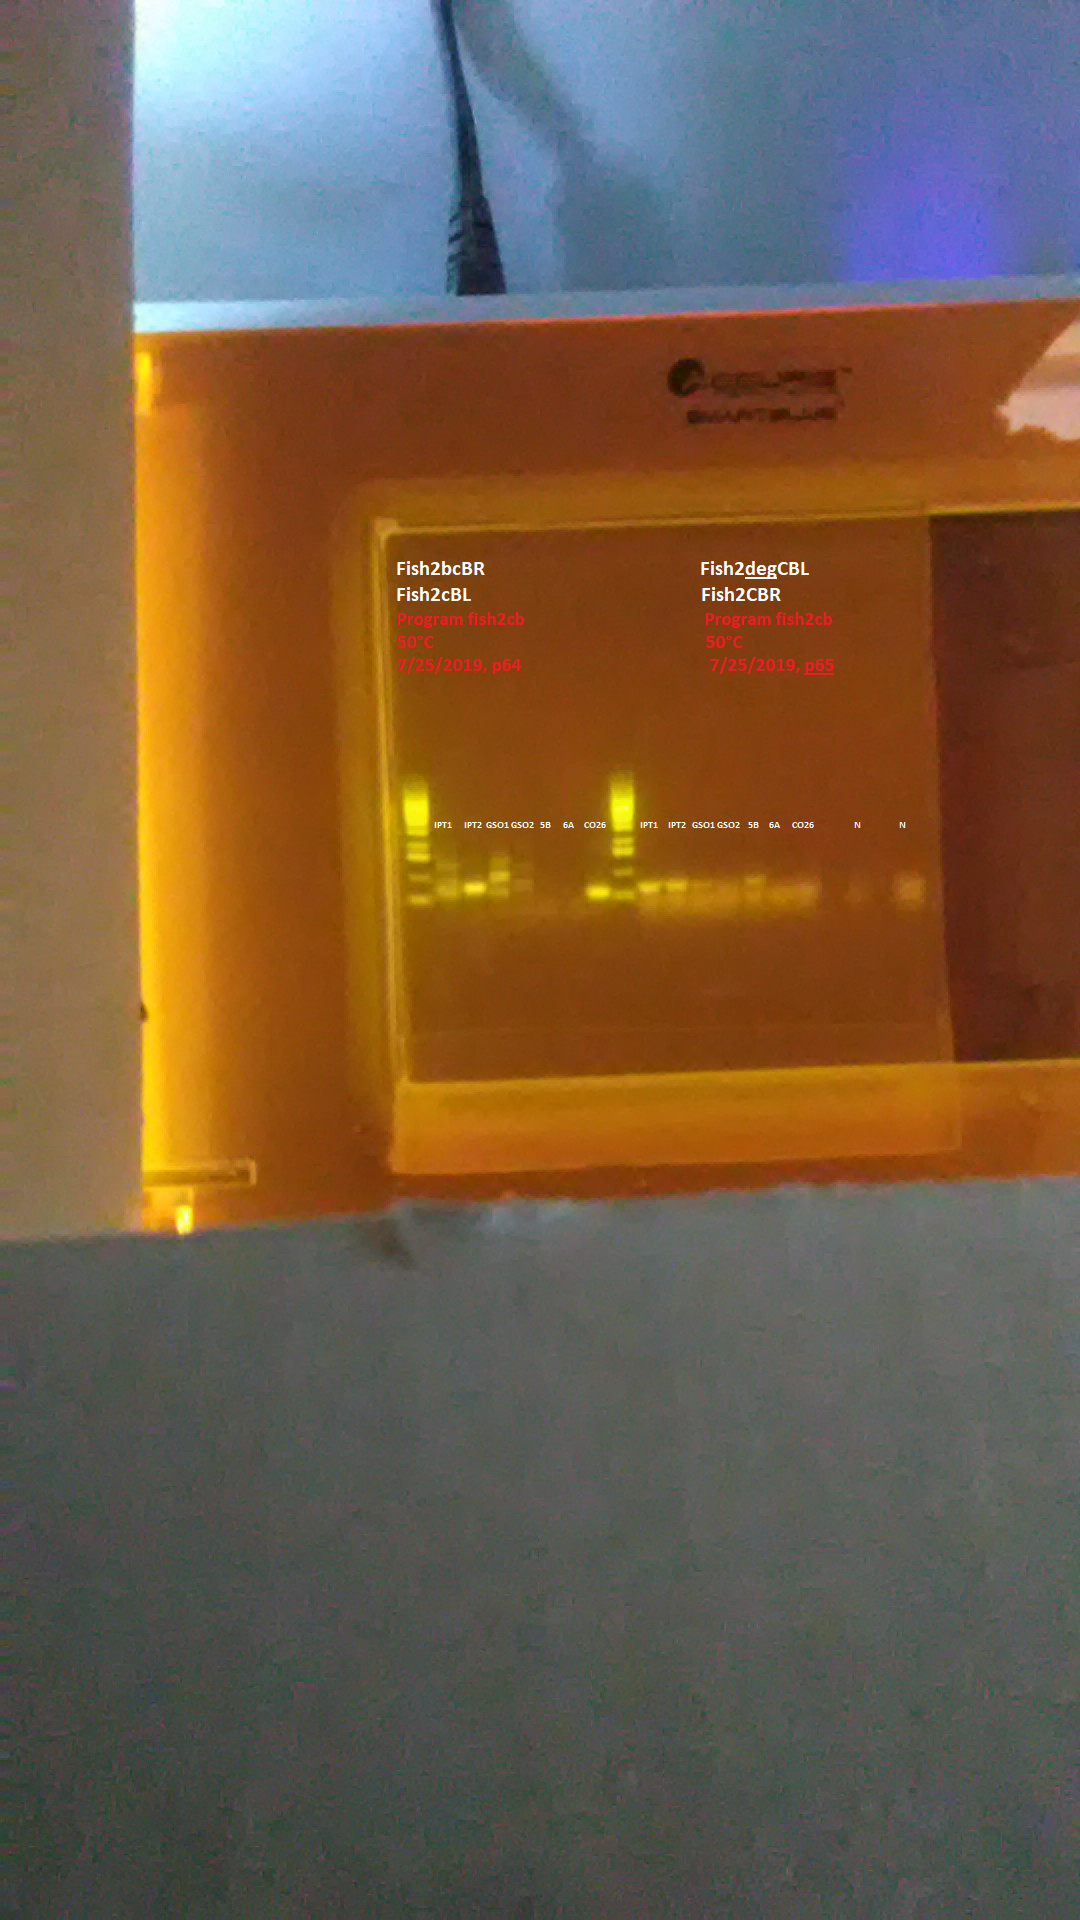 Fish2bcBR
Fish2cBL
Program fish2cb
50°C
7/25/2019, p64
Fish2degCBL
Fish2CBR
Program fish2cb
50°C
7/25/2019, p65
IPT1 IPT2 GSO1 GSO2 5B 6A CO26 IPT1 IPT2 GSO1 GSO2 5B 6A CO26 N N